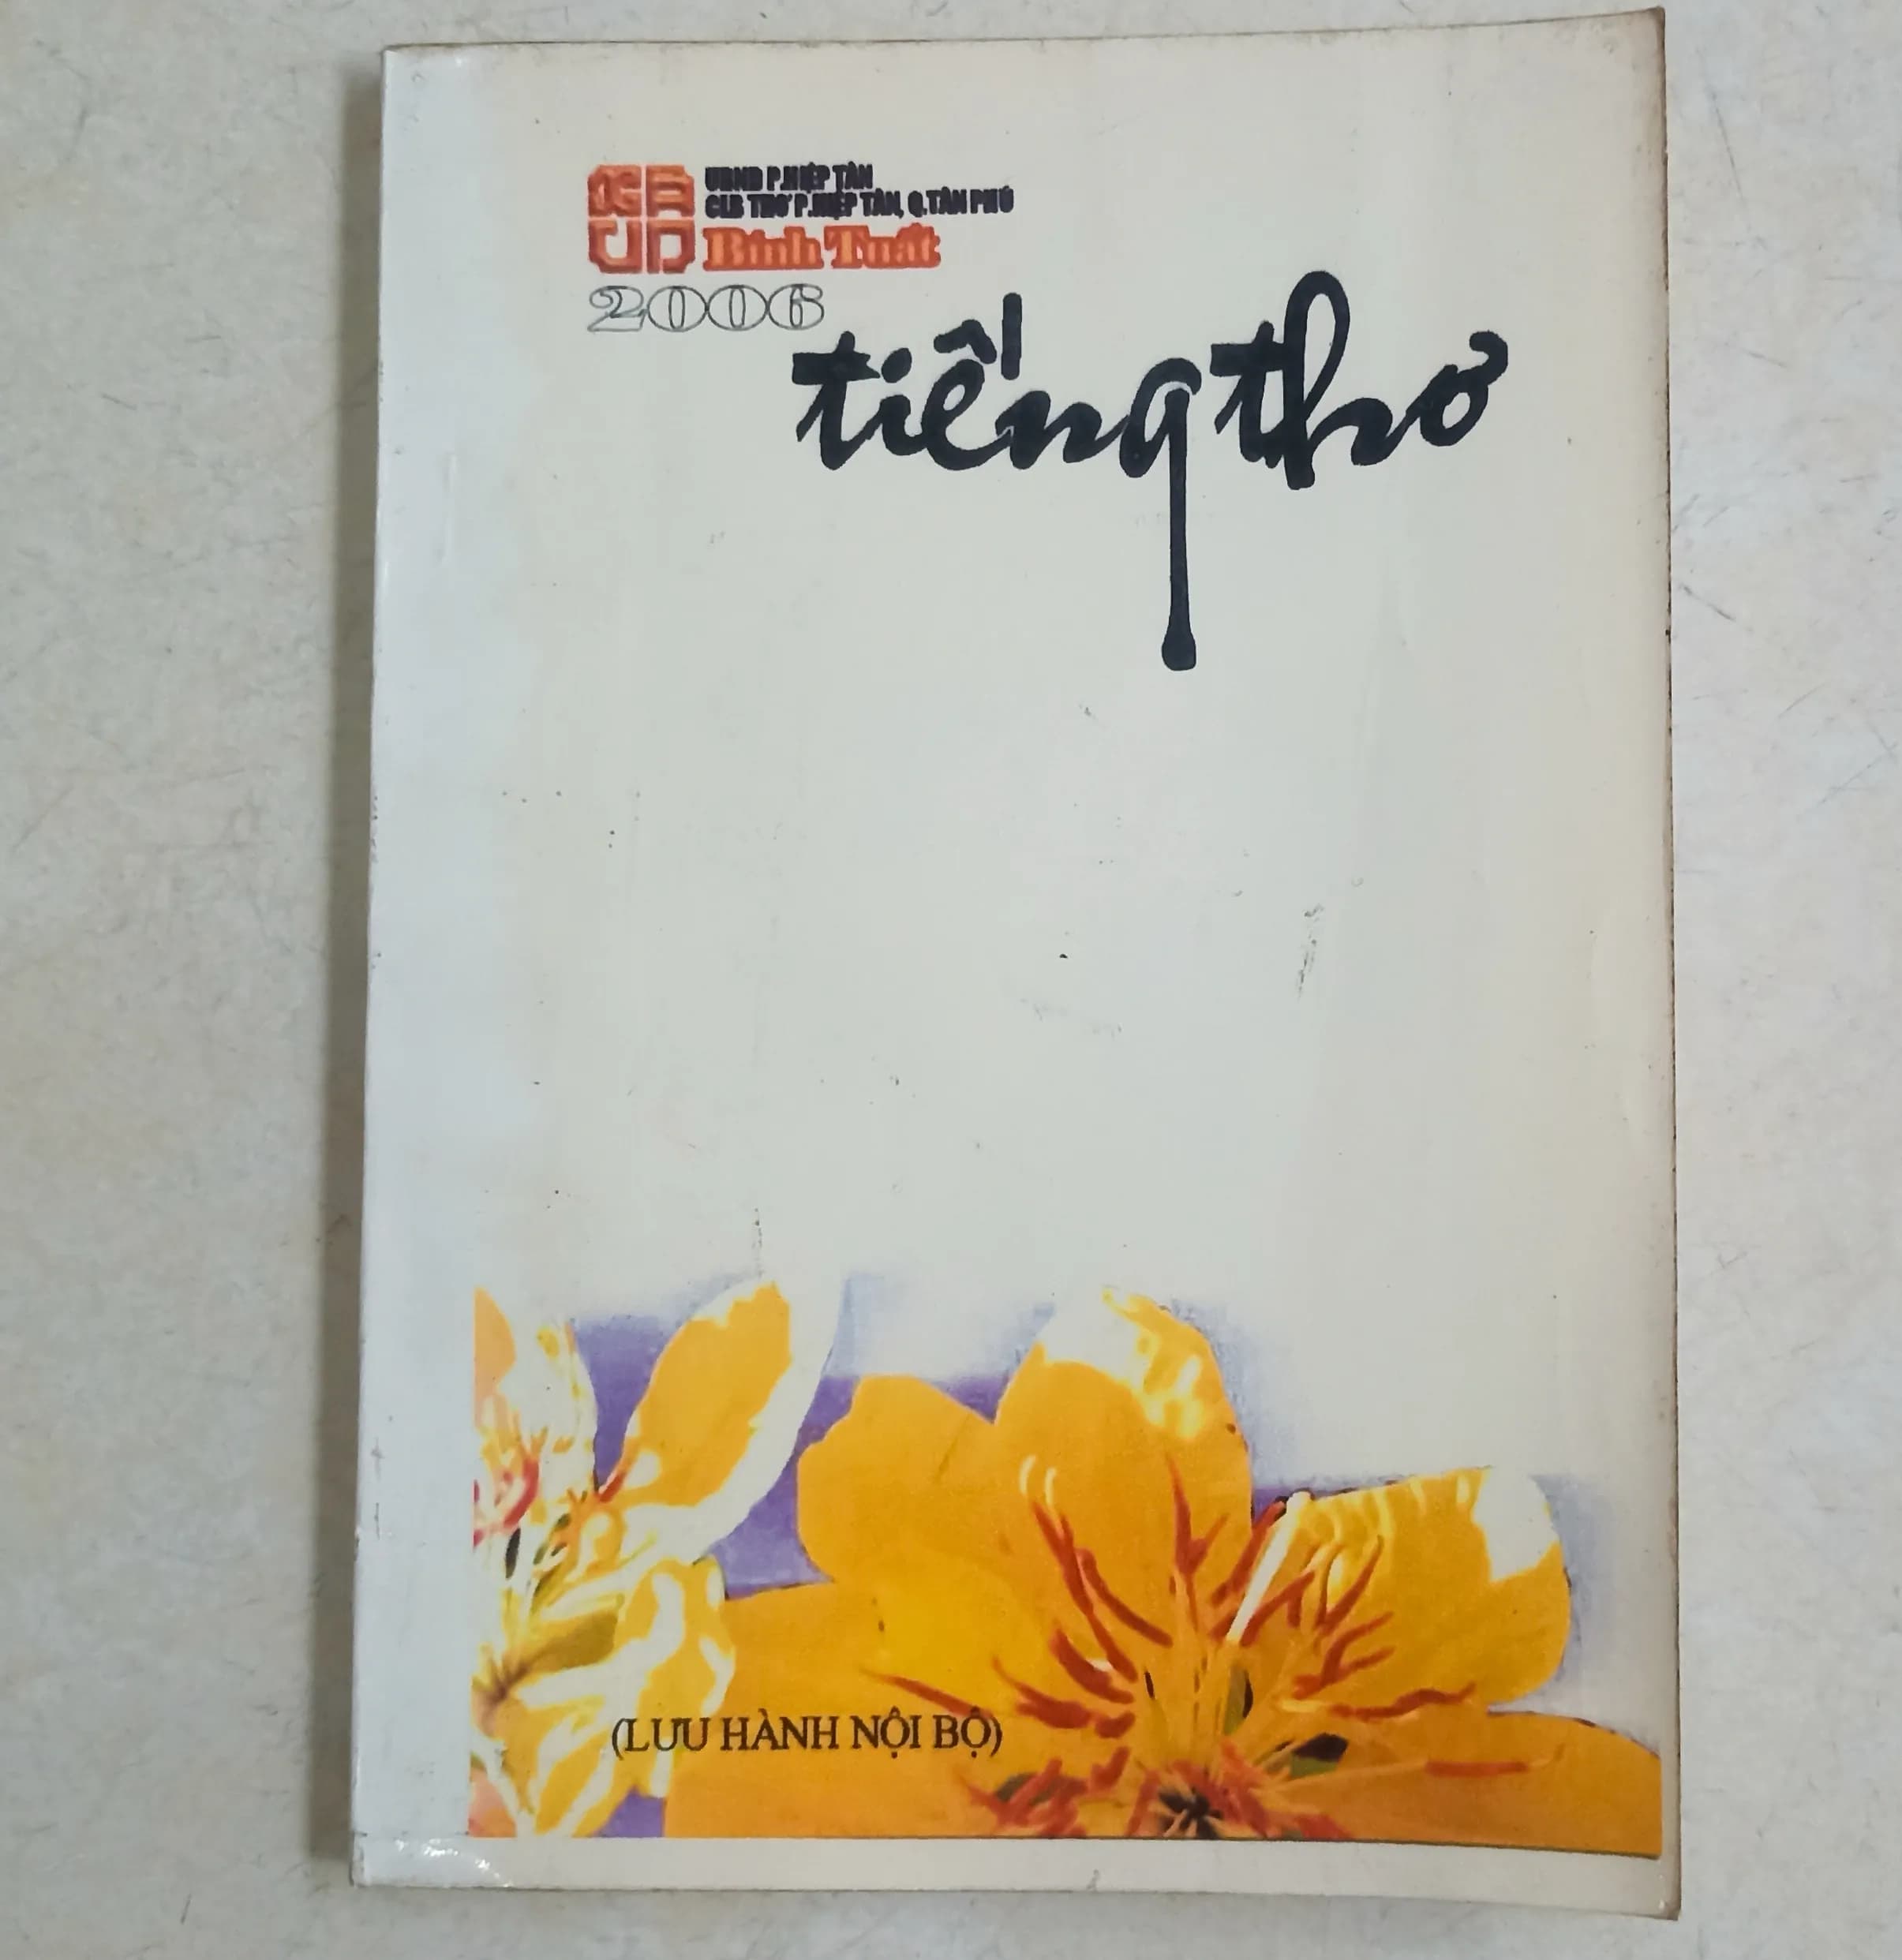 UBND P.HIỆP TÂN
CLB THƠ P.HIỆP TÂN, Q.TÂN PHÚ
Bính Tuất
2006
tiếng thơ
(LƯU HÀNH NỘI BỘ)